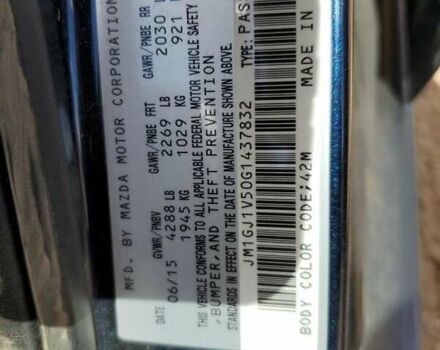 MFD. BY MAZDA MOTOR CORPORATION
GVWR/PNBV GAWR/PNBE FRT GAWR/PNBE RR
DATE 4288 LB 2269 LB 2030 L
06/15 1945 KG 1029 KG 921
THIS VEHICLE CONFORMS TO ALL APPLICABLE FEDERAL MOTOR VEHICLE SAFETY
/BUMPER,AND THEFT PREVENTION
STANDARDS IN EFFECT ON THE DATE OF MANUFACTURE SHOWN ABOVE.
JM1GJ1V50G1437832 TYPE:PAS
BODY COLOR CODE;42M MADE IN